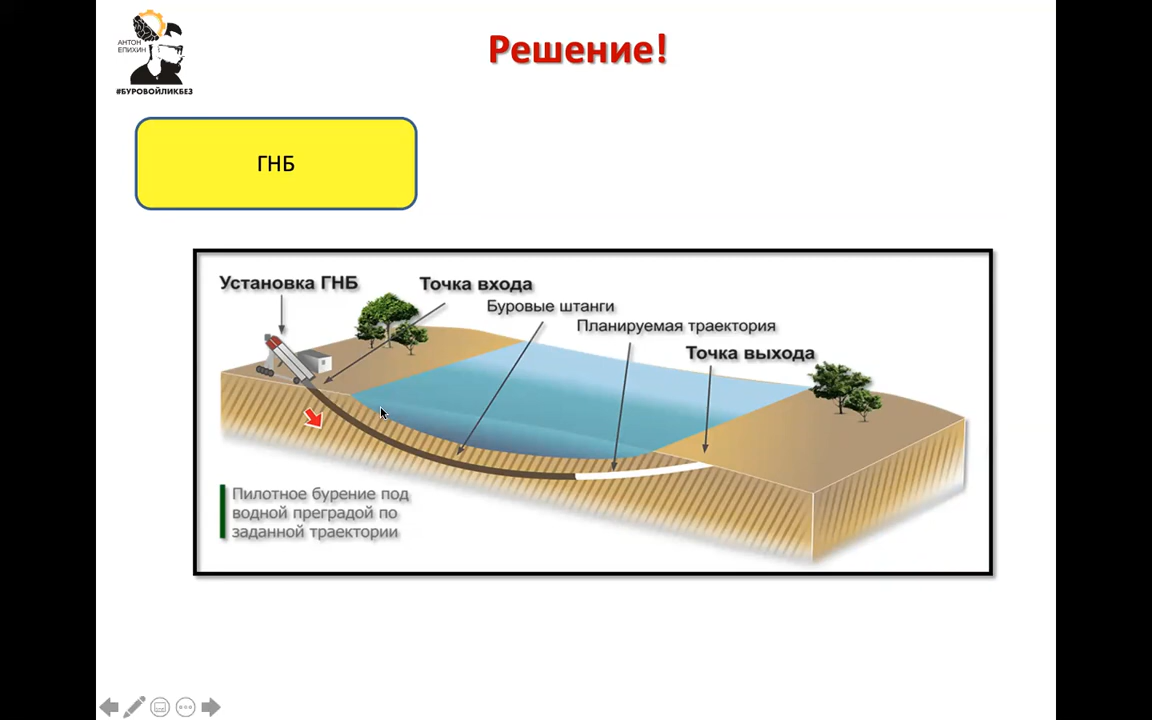 АНТОН
ЕПИХИН
#БУРОВОЙЛИКБЕЗ
Решение!
ГНБ
Установка ГНБ
Точка входа
Буровые штанги
Планируемая траектория
Точка выхода
Пилотное бурение под
водной преградой по
заданной траектории